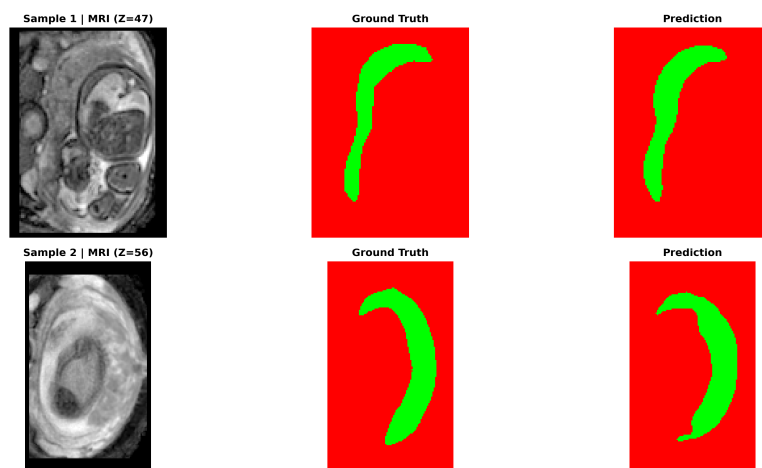 Sample 1 | MRI (Z=47)
Ground Truth
Prediction
Sample 2 | MRI (Z=56)
Ground Truth
Prediction